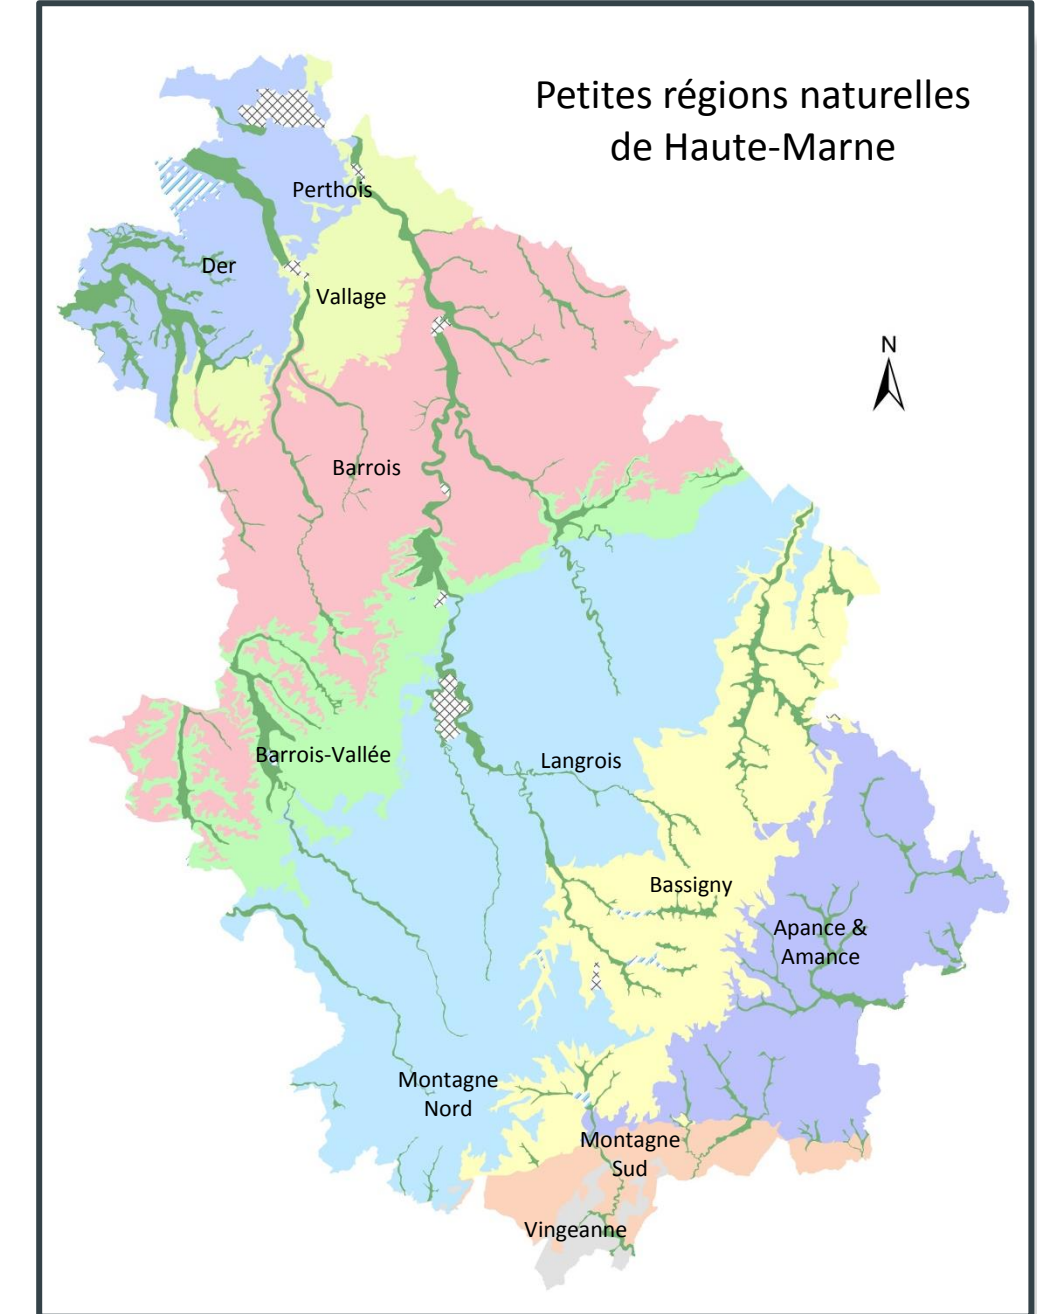 Petites régions naturelles
de Haute-Marne
Perthois
Der
Vallage
N
Barrois
Barrois-Vallée
Langrois
Bassigny
Apance &
Amance
Montagne
Nord
Montagne
Sud
Vingeanne